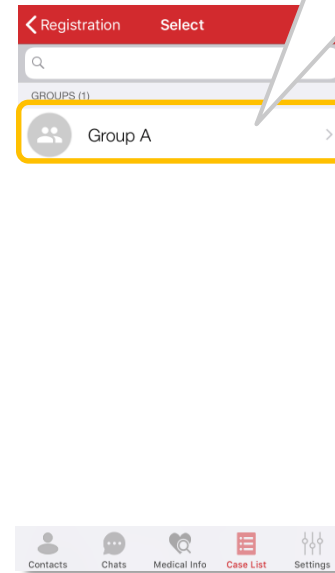 Registration Select
GROUPS (1)
Group A
Contacts Chats Medical Info Case List Settings